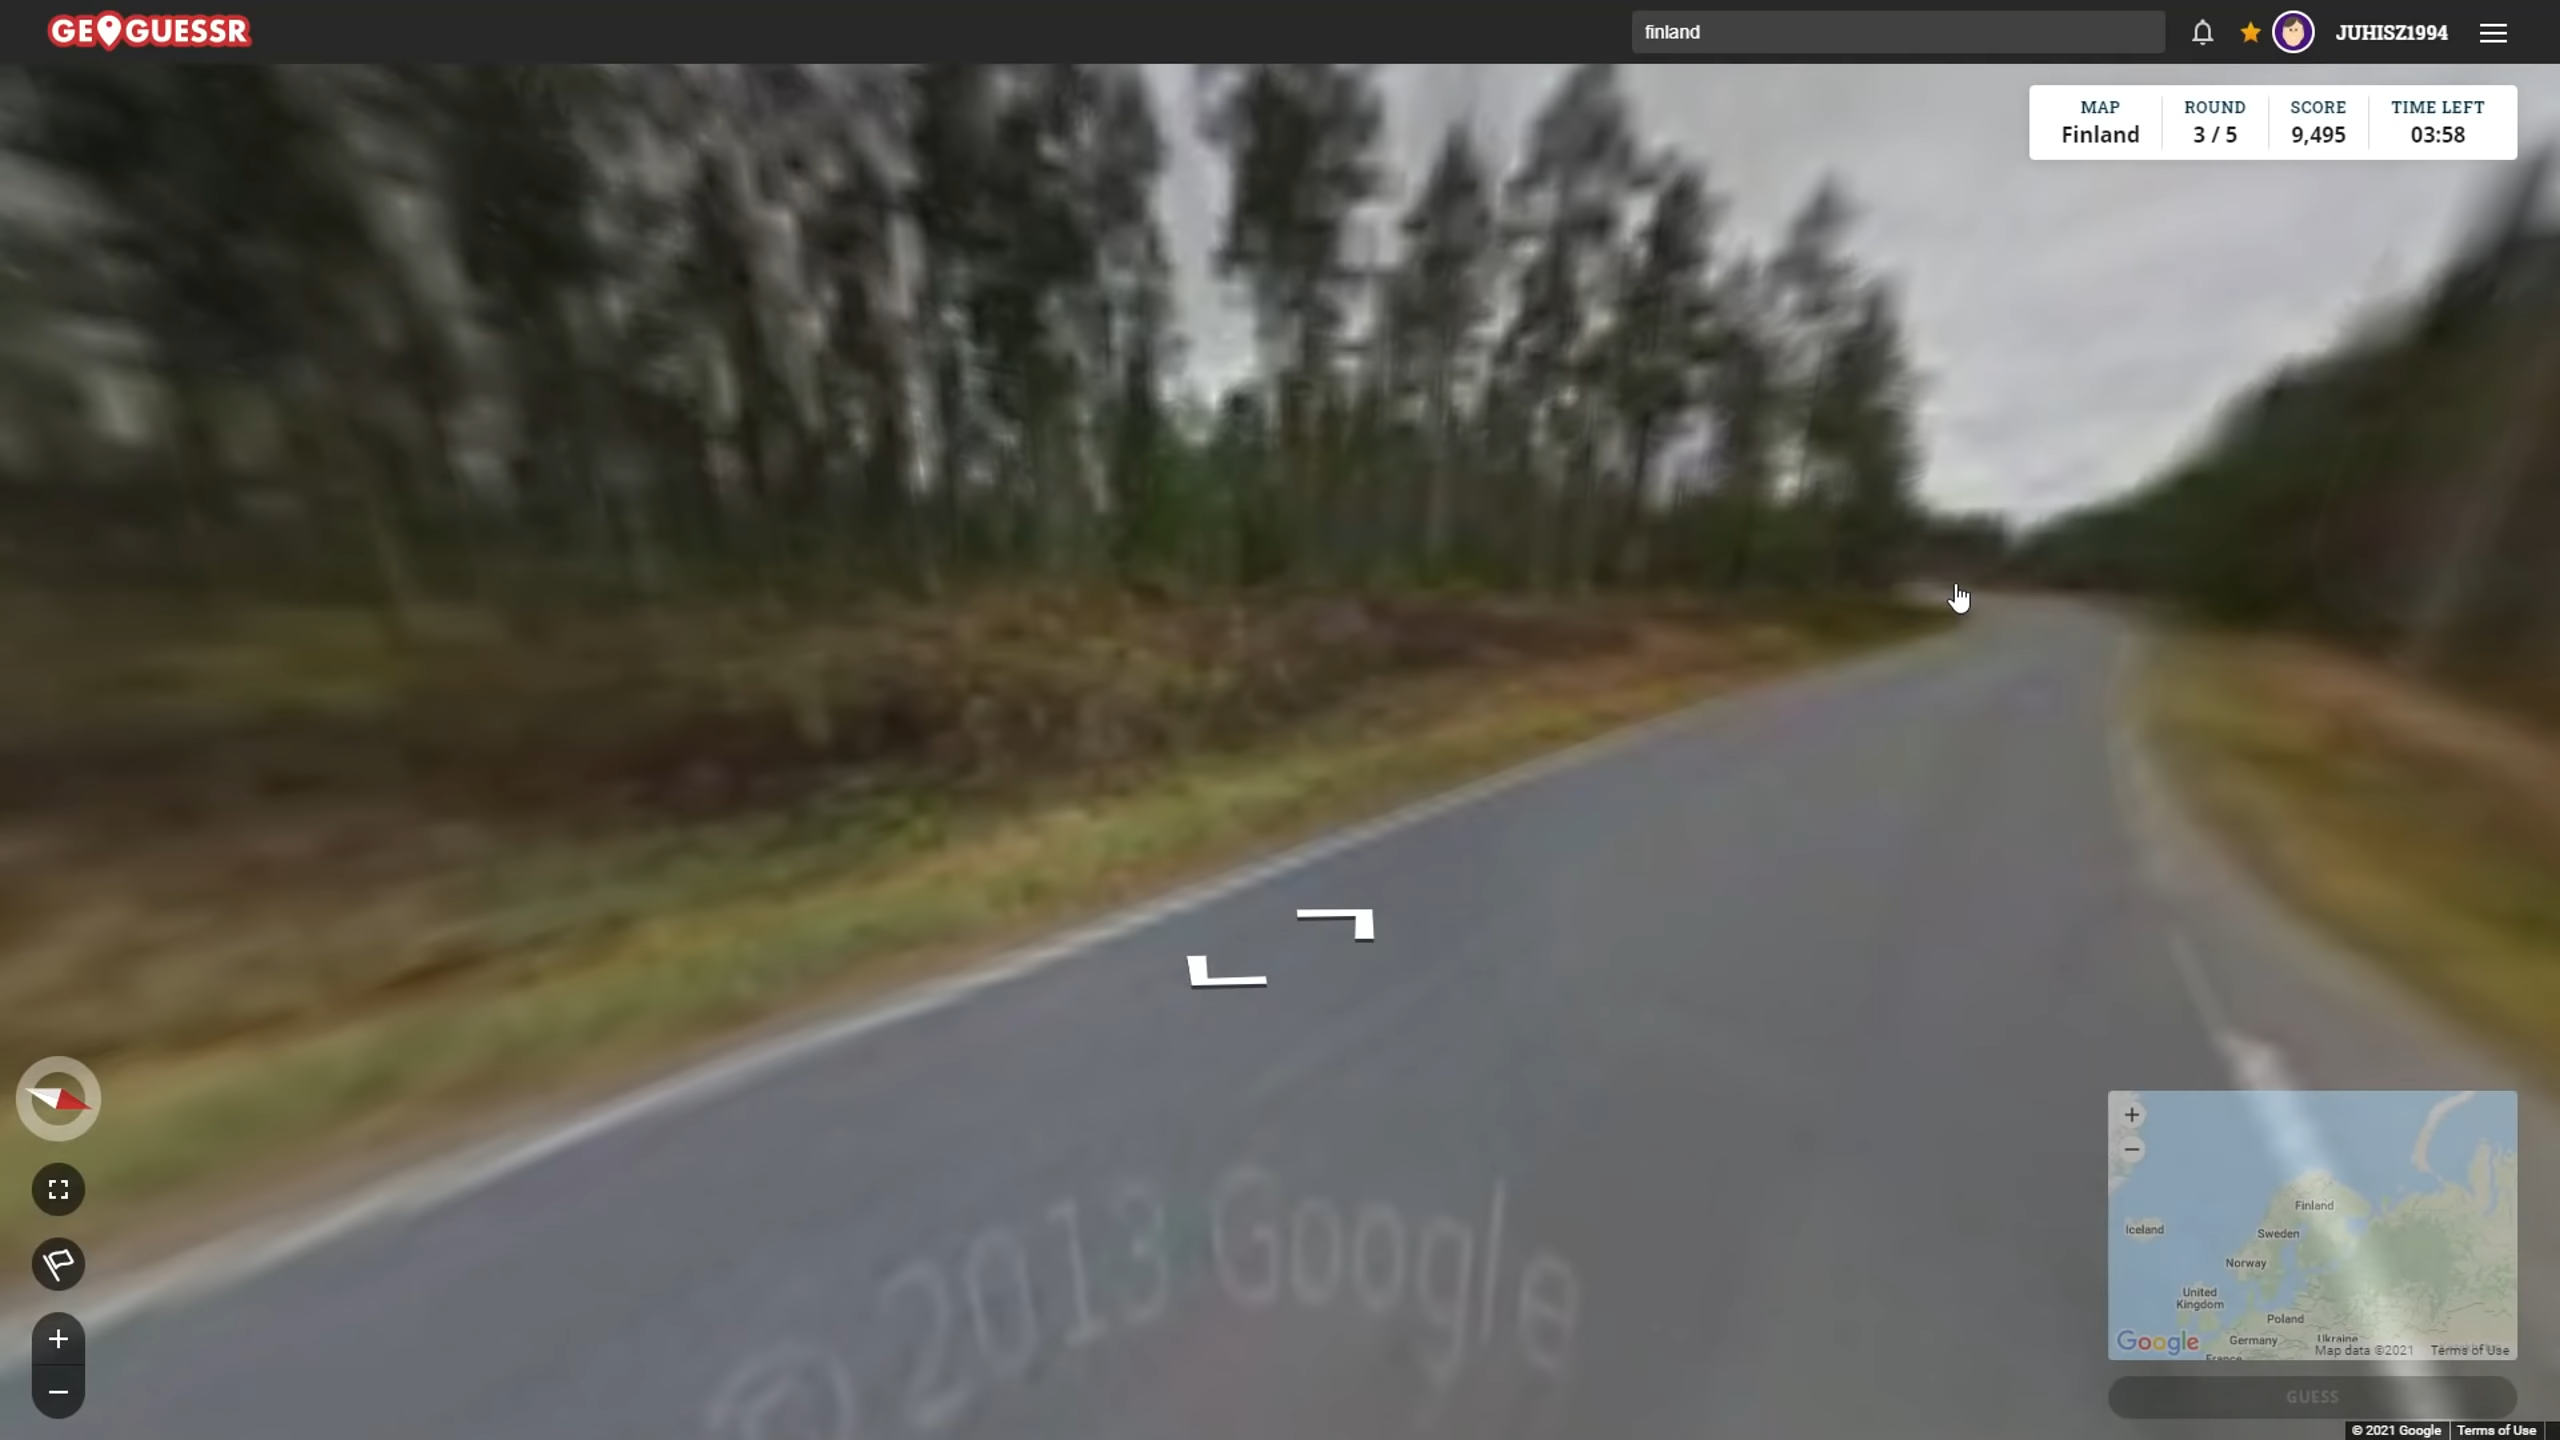 GEOGUESSR
finland
JUHISZ1994
MAP
Finland
ROUND
3 / 5
SCORE
9,495
TIME LEFT
03:58
© 2013 Google
Finland
Iceland
Sweden
Norway
United
Kingdom
Poland
Germany
Ukraine
France
Google
Map data ©2021
Terms of Use
GUESS
© 2021 Google
Terms of Use